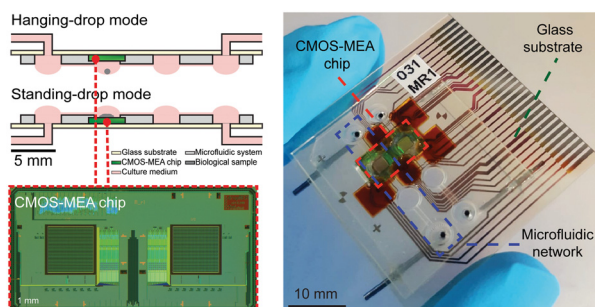 Hanging-drop mode
Standing-drop mode
5 mm
Glass substrate
Microfluidic system
CMOS-MEA chip
Biological sample
Culture medium
CMOS-MEA chip
1 mm
CMOS-MEA
chip
Glass
substrate
031
MR1
Microfluidic
network
10 mm